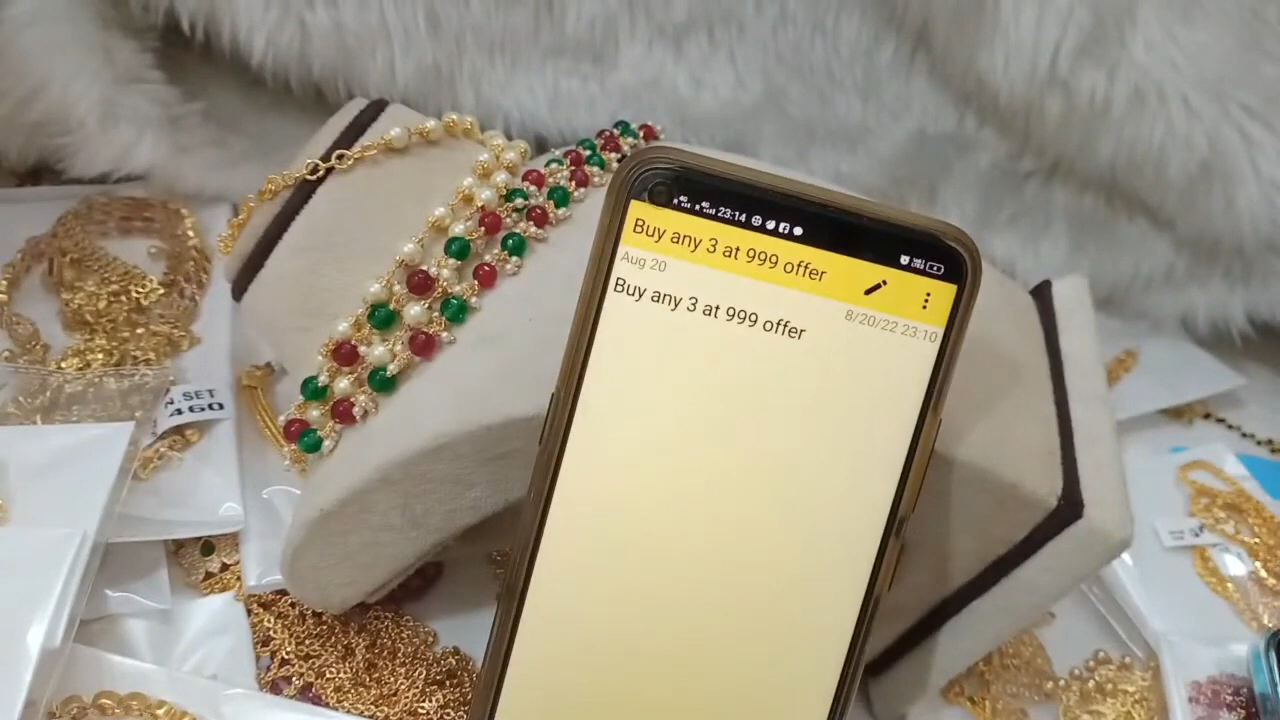 23:14
Buy any 3 at 999 offer
Aug 20
8/20/22 23:10
Buy any 3 at 999 offer
N.SET
460